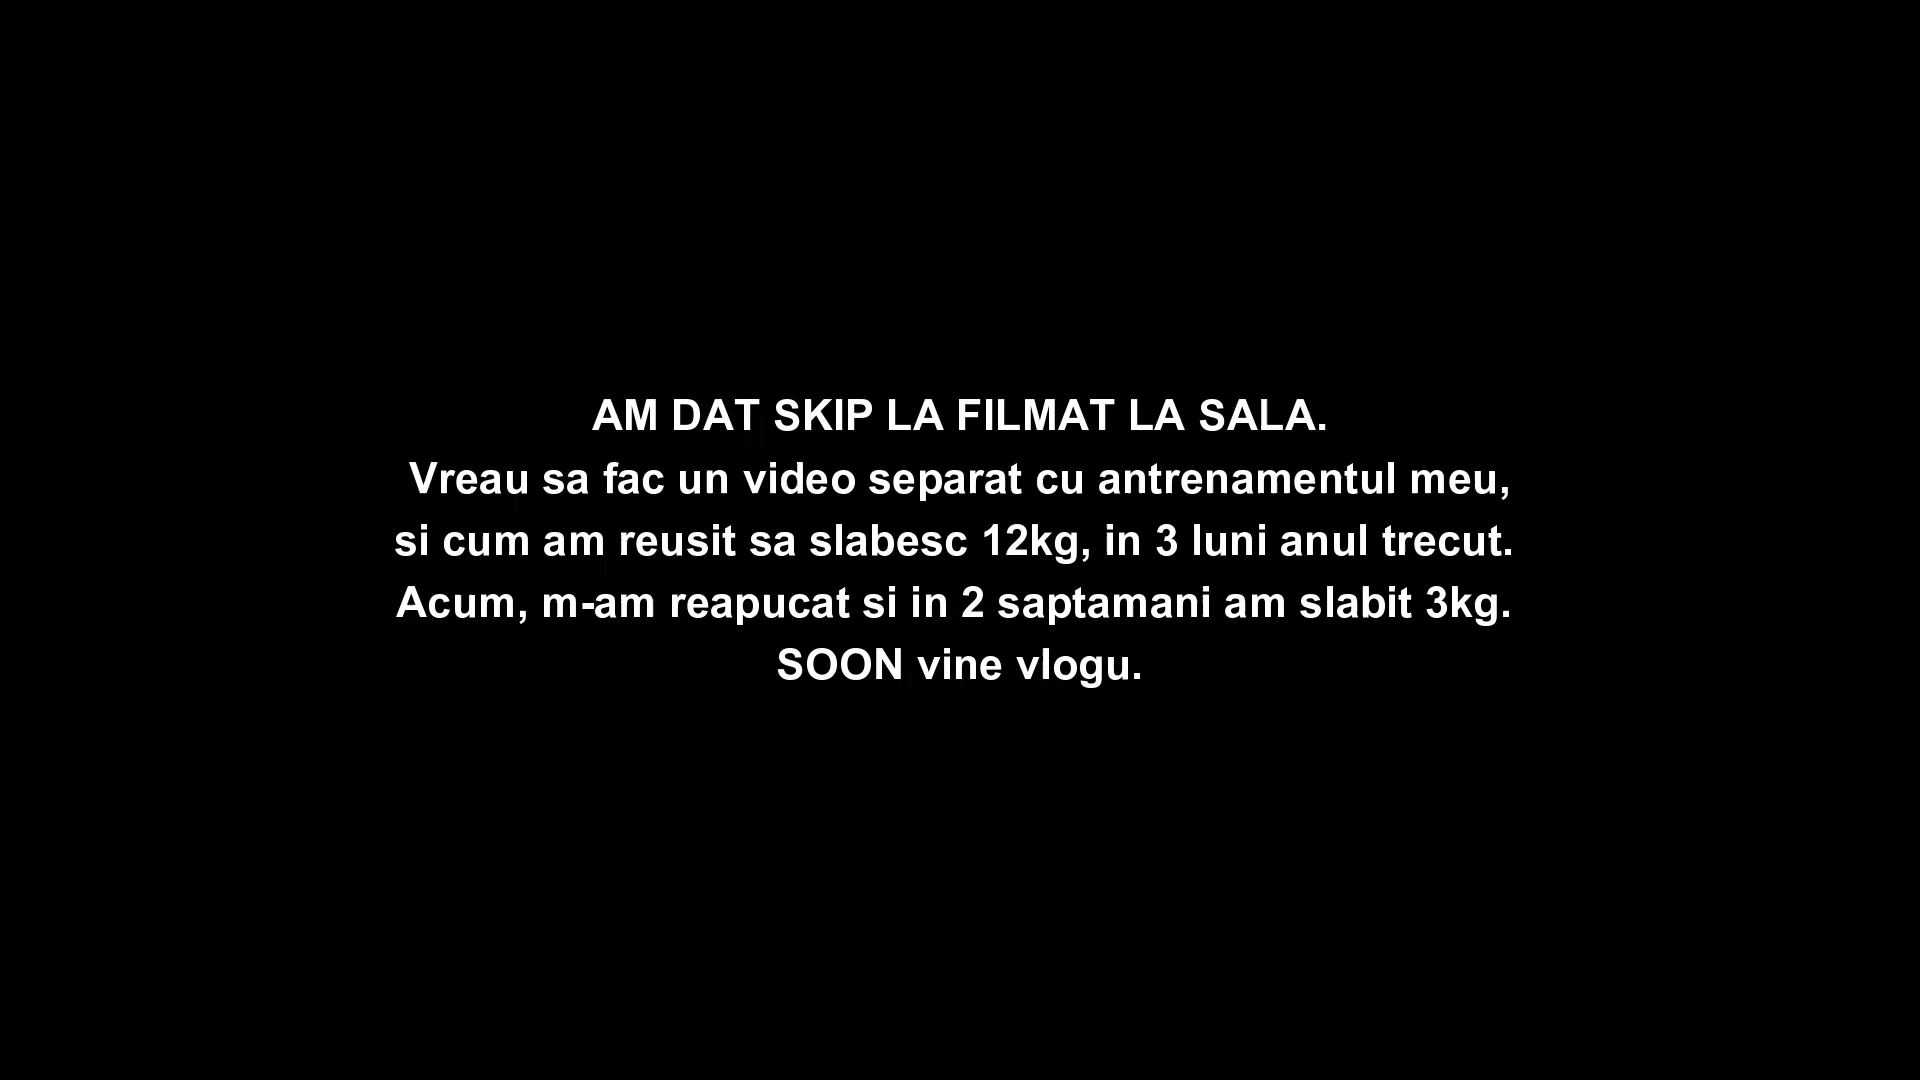 AM DAT SKIP LA FILMAT LA SALA.
Vreau sa fac un video separat cu antrenamentul meu,
si cum am reusit sa slabesc 12kg, in 3 luni anul trecut.
Acum, m-am reapucat si in 2 saptamani am slabit 3kg.
SOON vine vlogu.